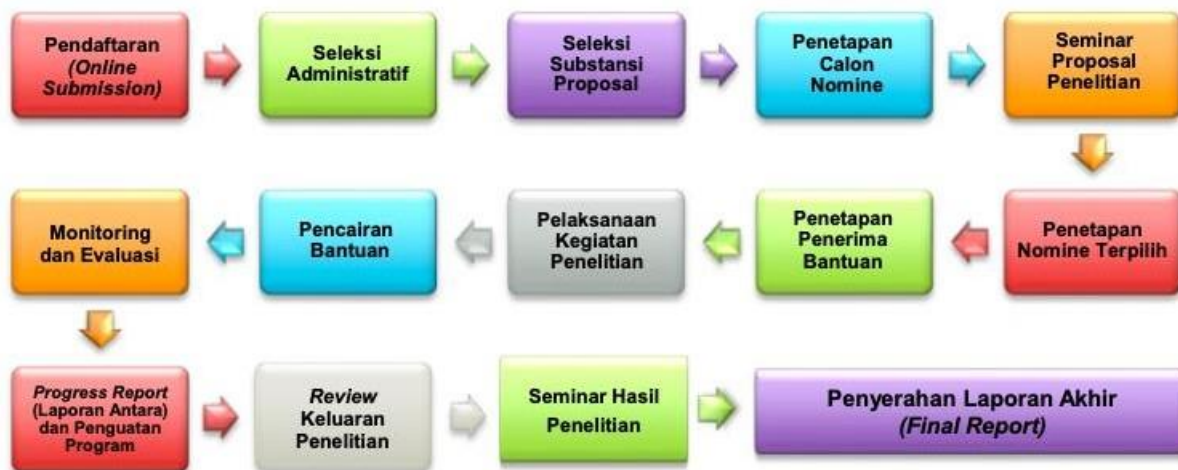 Pendaftaran
(Online
Submission)
Seleksi
Administratif
Seleksi
Substansi
Proposal
Penetapan
Calon
Nomine
Seminar
Proposal
Penelitian
Penetapan
Nomine Terpilih
Penetapan
Penerima
Bantuan
Pelaksanaan
Kegiatan
Penelitian
Pencairan
Bantuan
Monitoring
dan Evaluasi
Progress Report
(Laporan Antara)
dan Penguatan
Program
Review
Keluaran
Penelitian
Seminar Hasil
Penelitian
Penyerahan Laporan Akhir
(Final Report)